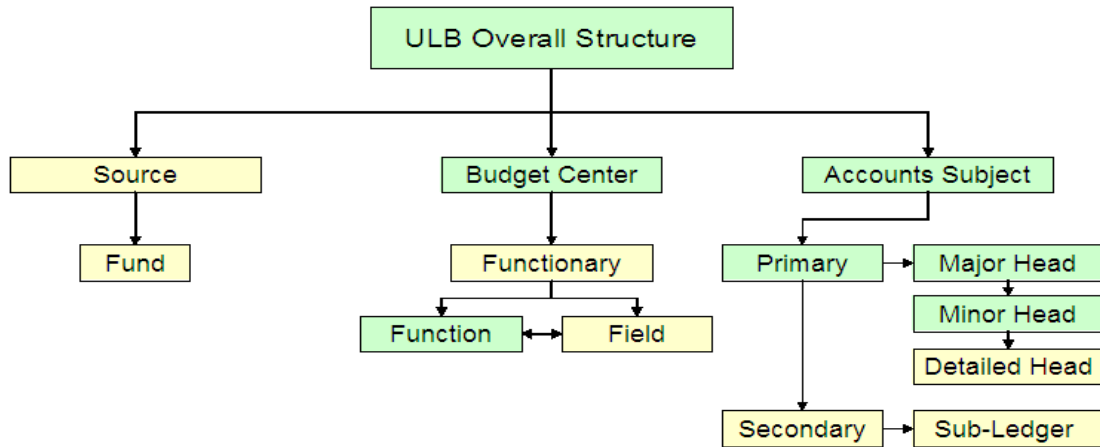 ULB Overall Structure
Source
Budget Center
Accounts Subject
Fund
Functionary
Primary
Major Head
Minor Head
Function
Field
Detailed Head
Secondary
Sub-Ledger